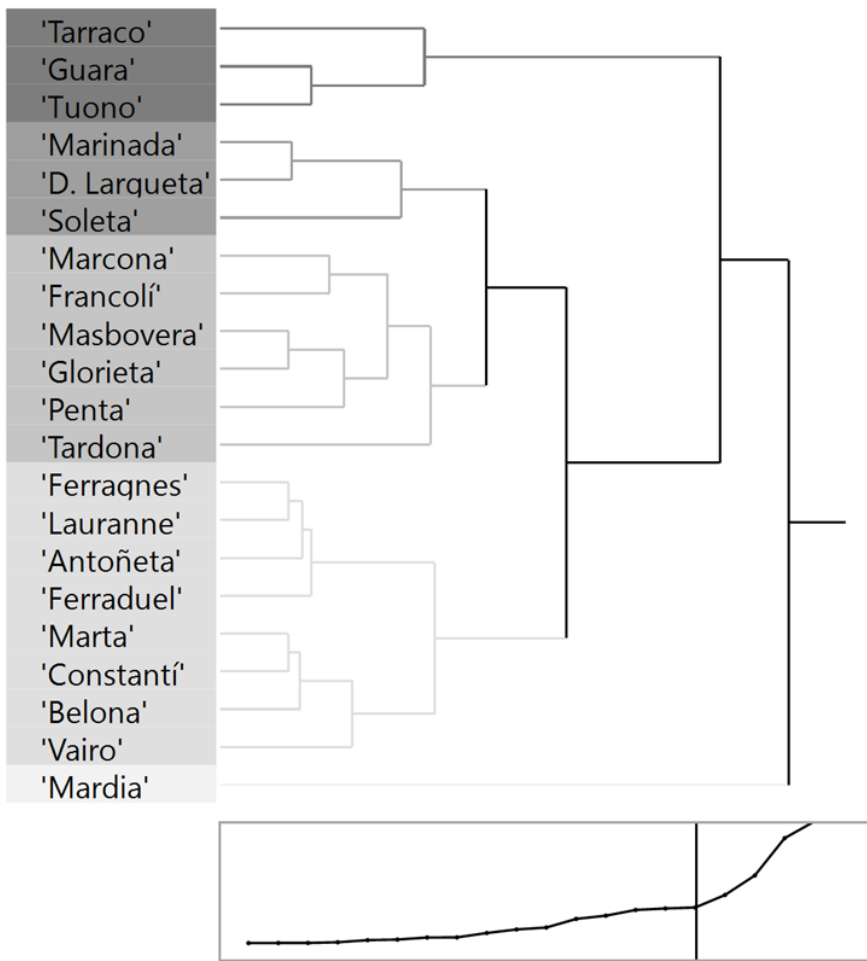 'Tarraco'
'Guara'
'Tuono'
'Marinada'
'D. Largueta'
'Soleta'
'Marcona'
'Francolí'
'Masbovera'
'Glorieta'
'Penta'
'Tardona'
'Ferragnes'
'Lauranne'
'Antoñeta'
'Ferraduel'
'Marta'
'Constantí'
'Belona'
'Vairo'
'Mardia'